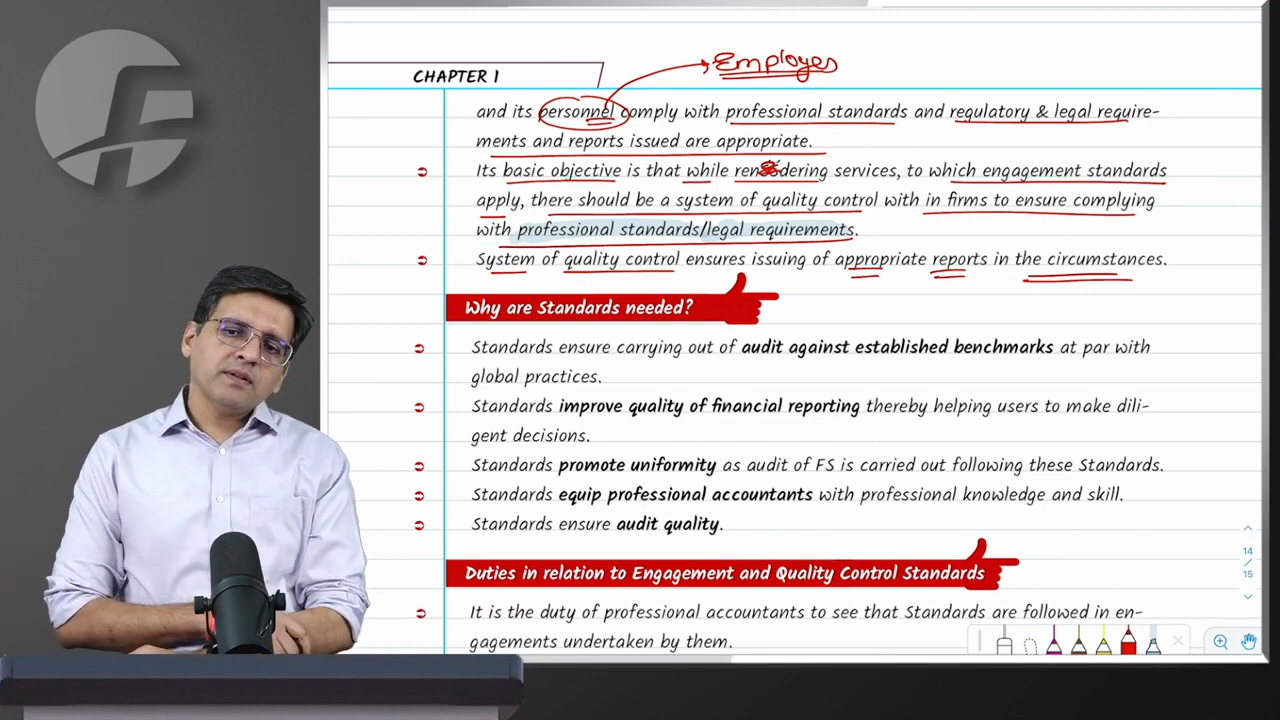 Employes
CHAPTER 1
and its personnel comply with professional standards and regulatory & legal require-
ments and reports issued are appropriate.
Its basic objective is that while rendering services, to which engagement standards
apply, there should be a system of quality control with in firms to ensure complying
with professional standards/legal requirements.
System of quality control ensures issuing of appropriate reports in the circumstances.
Why are Standards needed?
Standards ensure carrying out of audit against established benchmarks at par with
global practices.
Standards improve quality of financial reporting thereby helping users to make dili-
gent decisions.
Standards promote uniformity as audit of FS is carried out following these Standards.
Standards equip professional accountants with professional knowledge and skill.
Standards ensure audit quality.
Duties in relation to Engagement and Quality Control Standards
It is the duty of professional accountants to see that Standards are followed in en-
gagements undertaken by them.
14
/
15